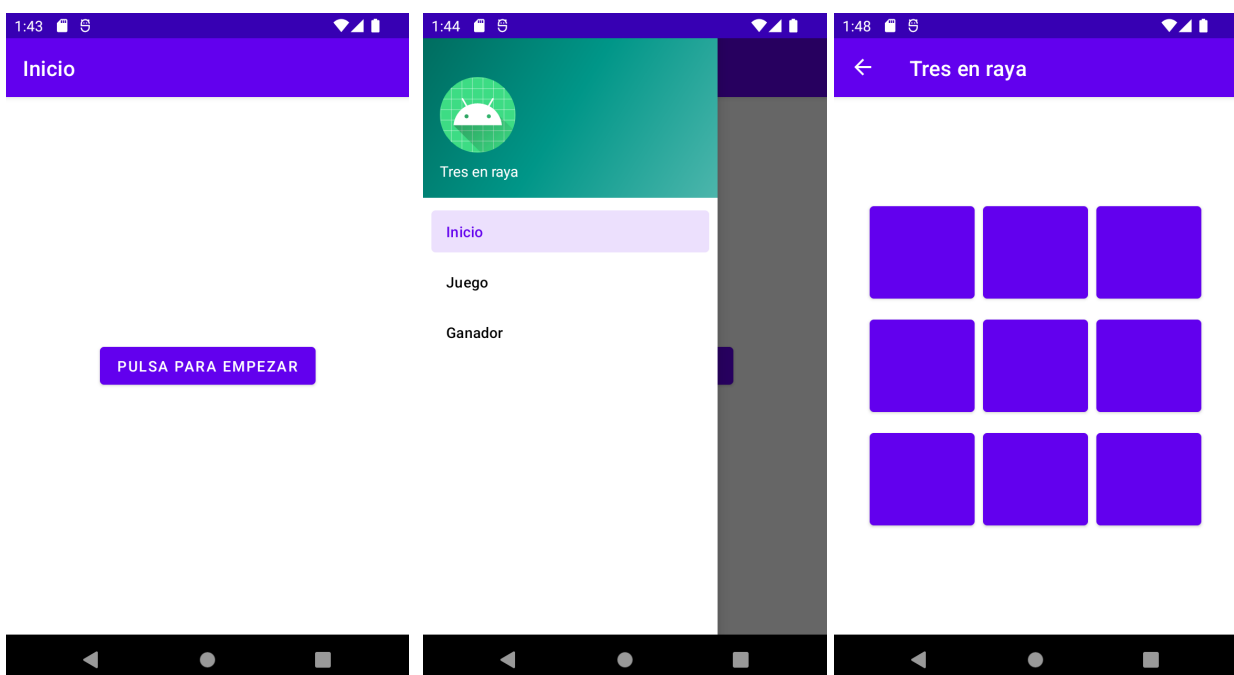 1:43
Inicio
PULSA PARA EMPEZAR
1:44
Tres en raya
Inicio
Juego
Ganador
1:48
Tres en raya